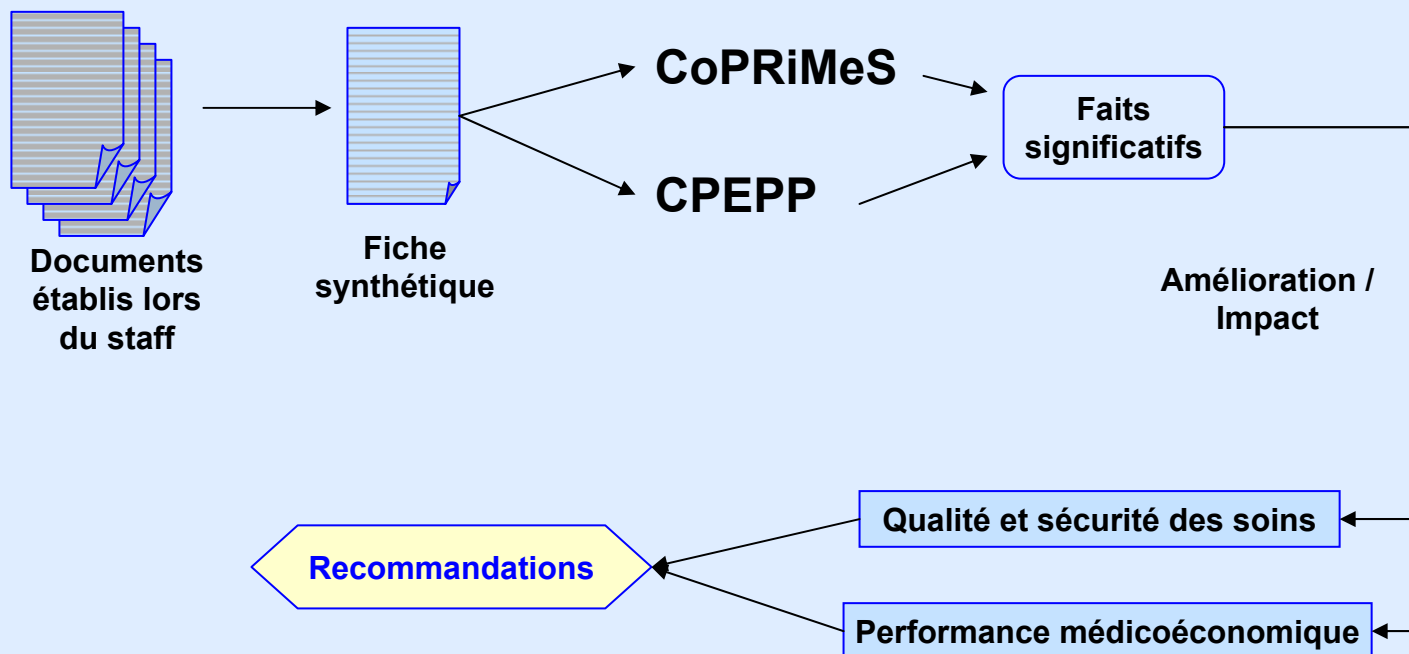 CoPRiMeS
Faits
significatifs
CPEPP
Documents
établis lors
du staff
Fiche
synthétique
Amélioration /
Impact
Qualité et sécurité des soins
Recommandations
Performance médicoéconomique